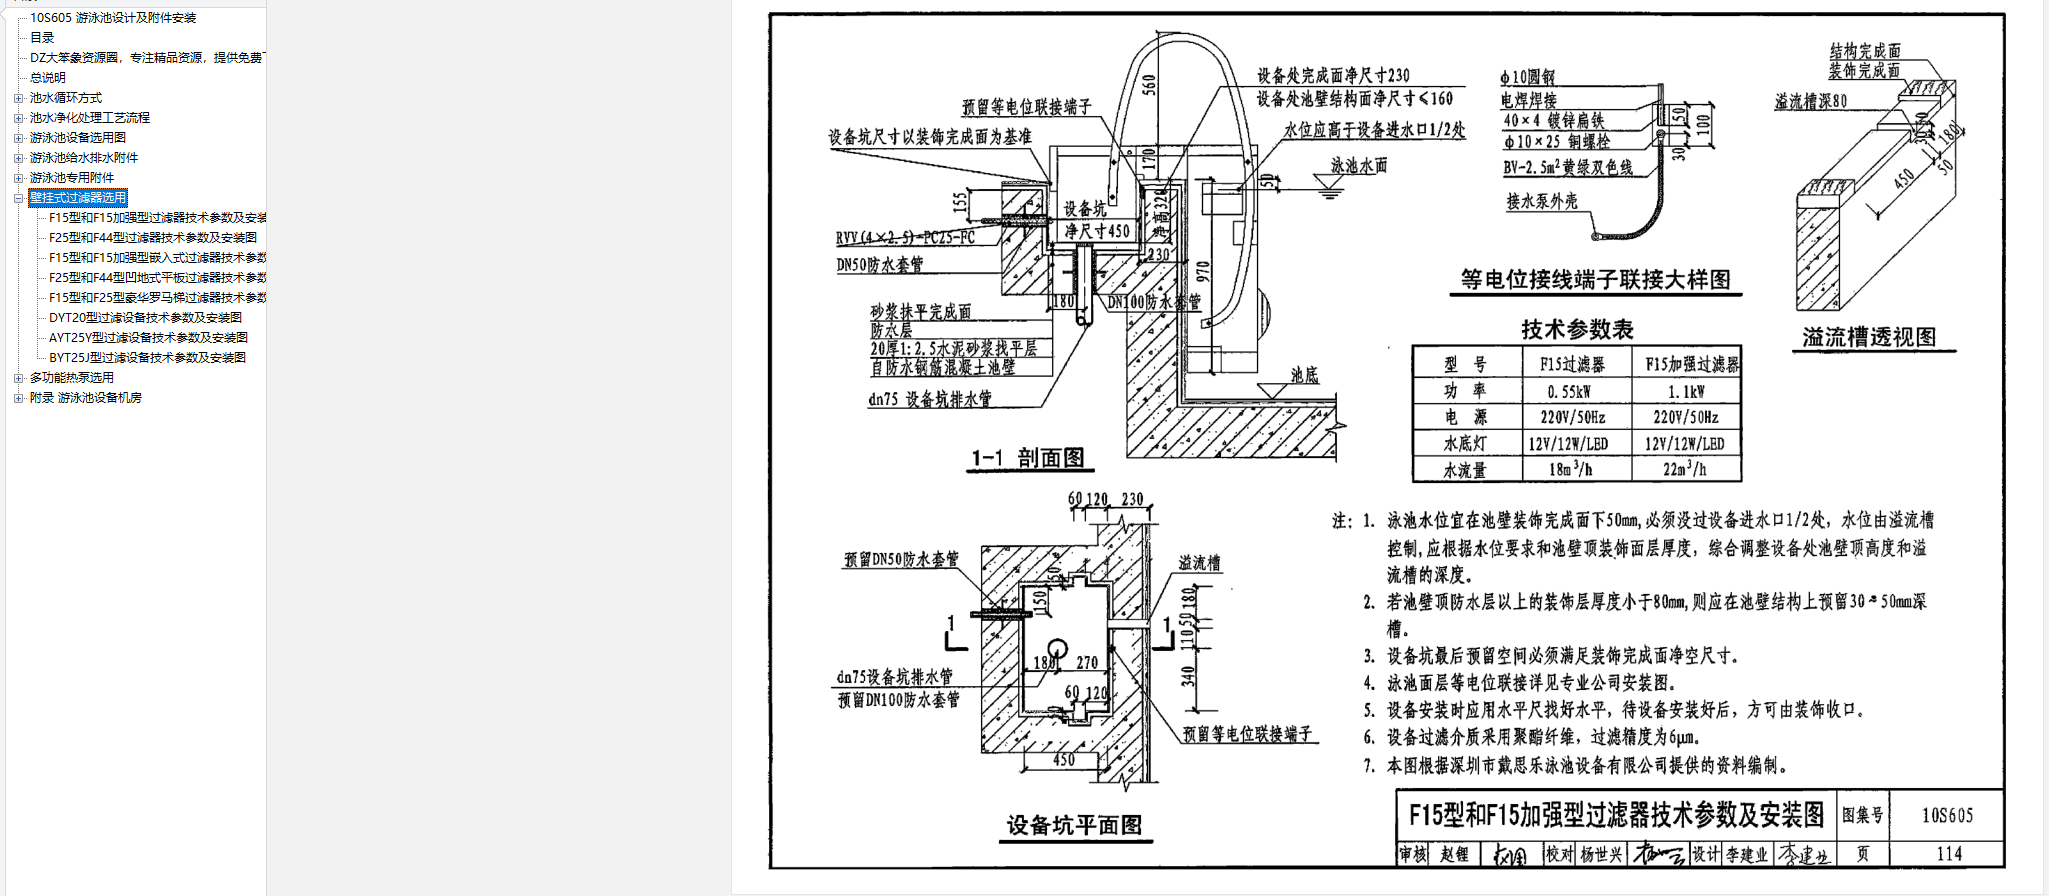 10S605 游泳池设计及附件安装
目录
DZ大笨象资源圈，专注精品资源，提供免费下
总说明
池水循环方式
池水净化处理工艺流程
游泳池设备选用图
游泳池给水排水附件
游泳池专用附件
壁挂式过滤器选用
F15型和F15加强型过滤器技术参数及安装
F25型和F44型过滤器技术参数及安装图
F15型和F15加强型嵌入式过滤器技术参数
F25型和F44型凹地式平板过滤器技术参数
F15型和F25型豪华罗马梯过滤器技术参数
DYT20型过滤设备技术参数及安装图
AYT25Y型过滤设备技术参数及安装图
BYT25J型过滤设备技术参数及安装图
多功能热泵选用
附录 游泳池设备机房
设备处完成面净尺寸230
设备处池壁结构面净尺寸≤160
预留等电位联接端子
设备坑尺寸以装饰完成面为基准
水位应高于设备进水口1/2处
泳池水面
560
170
50
155
设备坑
净尺寸450
净高320
RVV(4×2.5)-PC25-FC
DN50防水套管
230
970
180
DN100防水套管
砂浆抹平完成面
防水层
20厚1:2.5水泥砂浆找平层
自防水钢筋混凝土池壁
dn75 设备坑排水管
池底
1-1 剖面图
φ10圆钢
电焊焊接
40×4 镀锌扁铁
φ10×25 铜螺栓
BV-2.5m²黄绿双色线
接水泵外壳
50
100
30
等电位接线端子联接大样图
结构完成面
装饰完成面
溢流槽深80
180
450
50
溢流槽透视图
技术参数表
型 号 F15过滤器 F15加强过滤器
功 率 0.55kW 1.1kW
电 源 220V/50Hz 220V/50Hz
水底灯 12V/12W/LED 12V/12W/LED
水流量 18m³/h 22m³/h
60 120 230
预留DN50防水套管
溢流槽
50
150
180
50
110
340
1 1
180 270
dn75设备坑排水管
预留DN100防水套管
60 120
50
预留等电位联接端子
450
设备坑平面图
注: 1. 泳池水位宜在池壁装饰完成面下50mm,必须没过设备进水口1/2处，水位由溢流槽
控制,应根据水位要求和池壁顶装饰面层厚度，综合调整设备处池壁顶高度和溢
流槽的深度。
2. 若池壁顶防水层以上的装饰层厚度小于80mm,则应在池壁结构上预留30~50mm深
槽。
3. 设备坑最后预留空间必须满足装饰完成面净空尺寸。
4. 泳池面层等电位联接详见专业公司安装图。
5. 设备安装时应用水平尺找好水平，待设备安装好后，方可由装饰收口。
6. 设备过滤介质采用聚酯纤维，过滤精度为6μm。
7. 本图根据深圳市戴思乐泳池设备有限公司提供的资料编制。
F15型和F15加强型过滤器技术参数及安装图 图集号 10S605
审核 赵锂 校对 杨世兴 设计 李建业 李建业 页 114